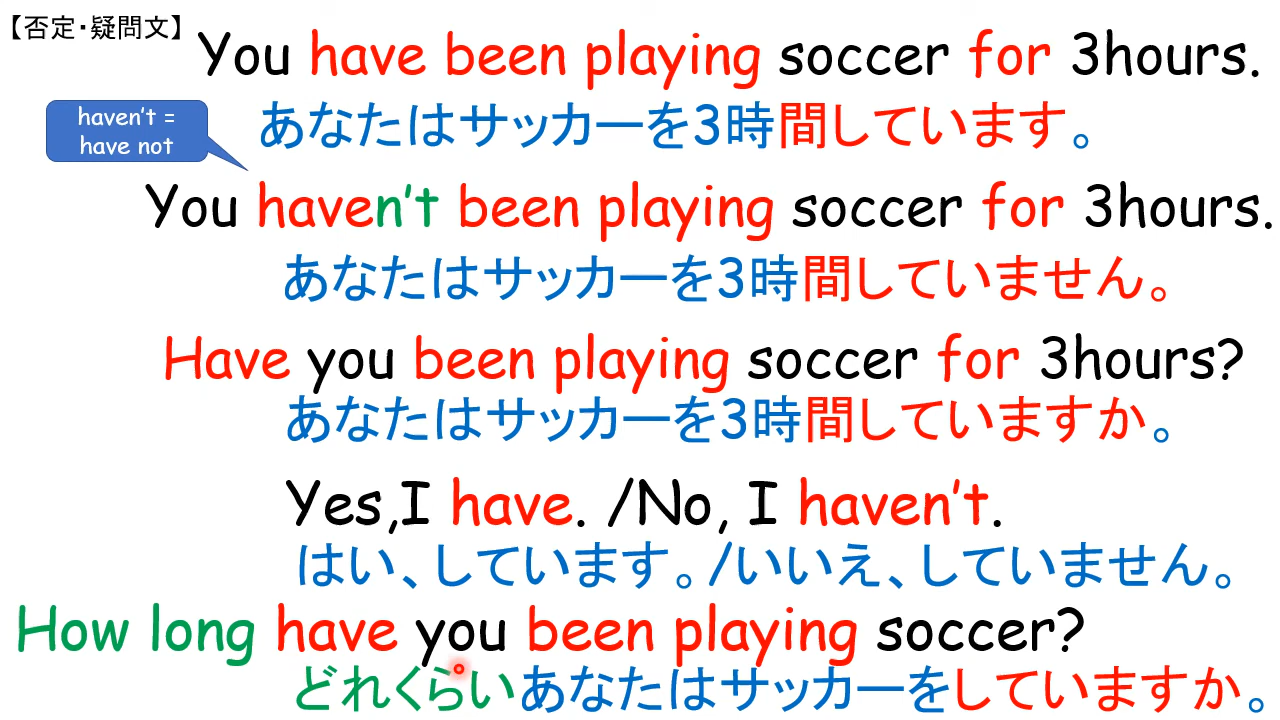 【否定・疑問文】
You have been playing soccer for 3hours.
あなたはサッカーを3時間しています。
haven't =
have not
You haven't been playing soccer for 3hours.
あなたはサッカーを3時間していません。
Have you been playing soccer for 3hours?
あなたはサッカーを3時間していますか。
Yes,I have. /No, I haven't.
はい、しています。/いいえ、していません。
How long have you been playing soccer?
どれくらいあなたはサッカーをしていますか。